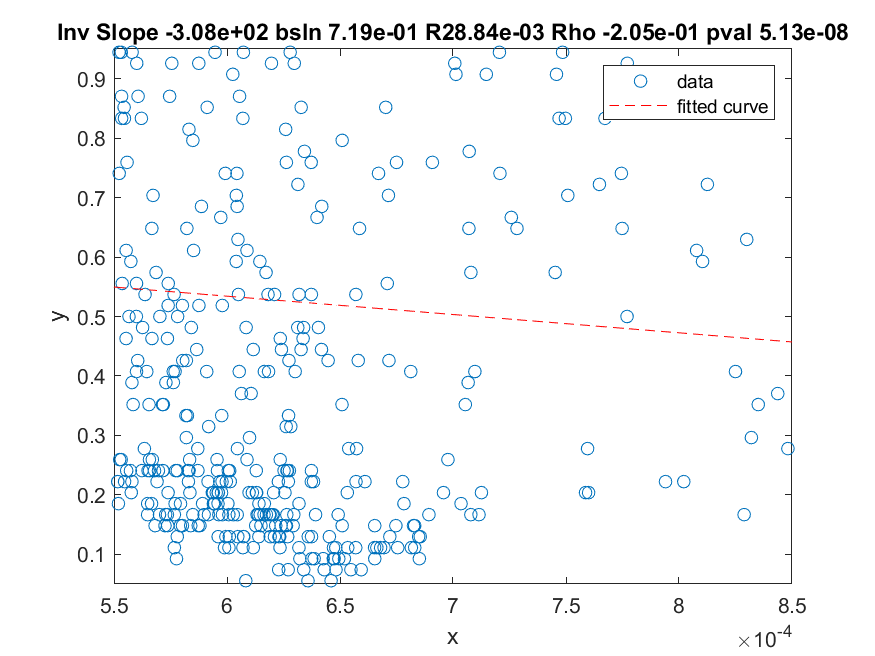 Inv Slope -3.08e+02 bsln 7.19e-01 R28.84e-03 Rho -2.05e-01 pval 5.13e-08
data
fitted curve
0.9
0.8
0.7
0.6
0.5
0.4
0.3
0.2
0.1
y
5.5 6 6.5 7 7.5 8 8.5
x
×10⁻⁴